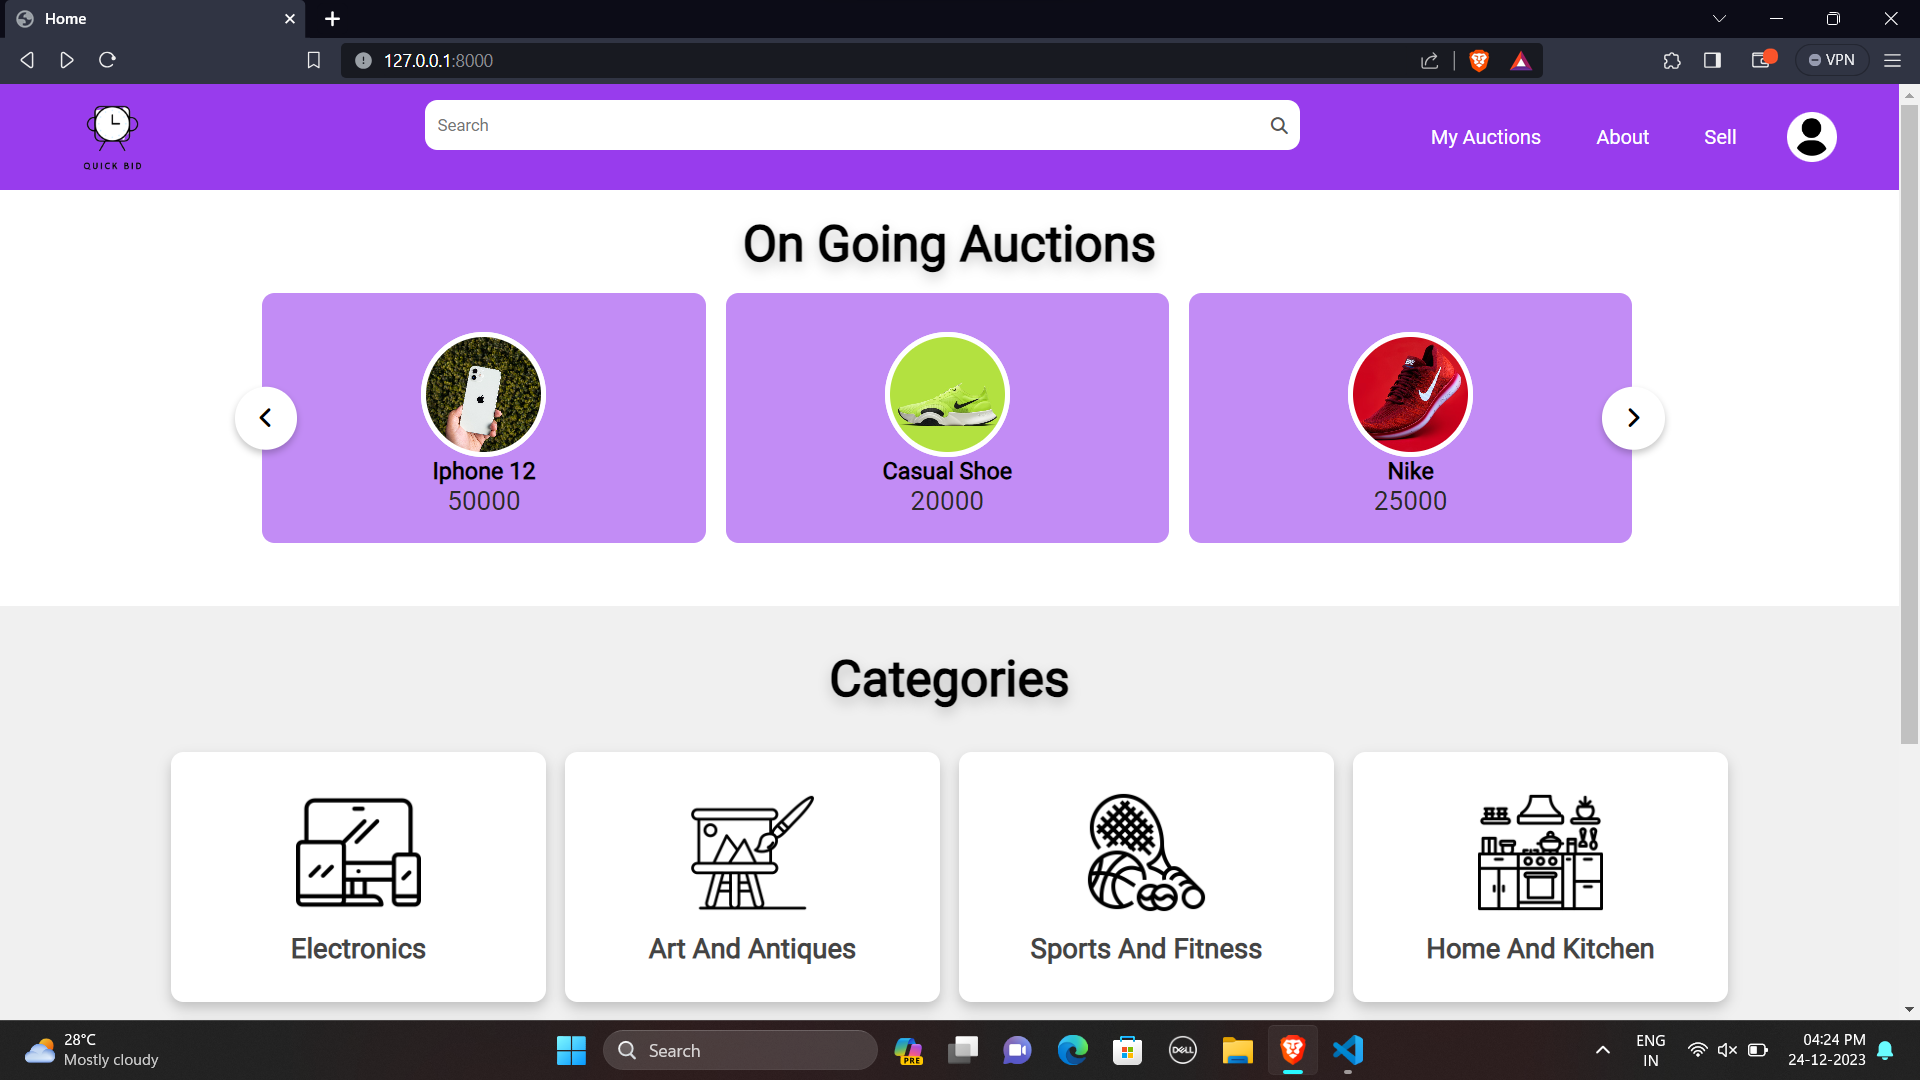 Home
127.0.0.1:8000
VPN
QUICK BID
Search
My Auctions
About
Sell
On Going Auctions
Iphone 12
50000
Casual Shoe
20000
Nike
25000
Categories
Electronics
Art And Antiques
Sports And Fitness
Home And Kitchen
28°C
Mostly cloudy
Search
PRE
DELL
ENG
IN
04:24 PM
24-12-2023